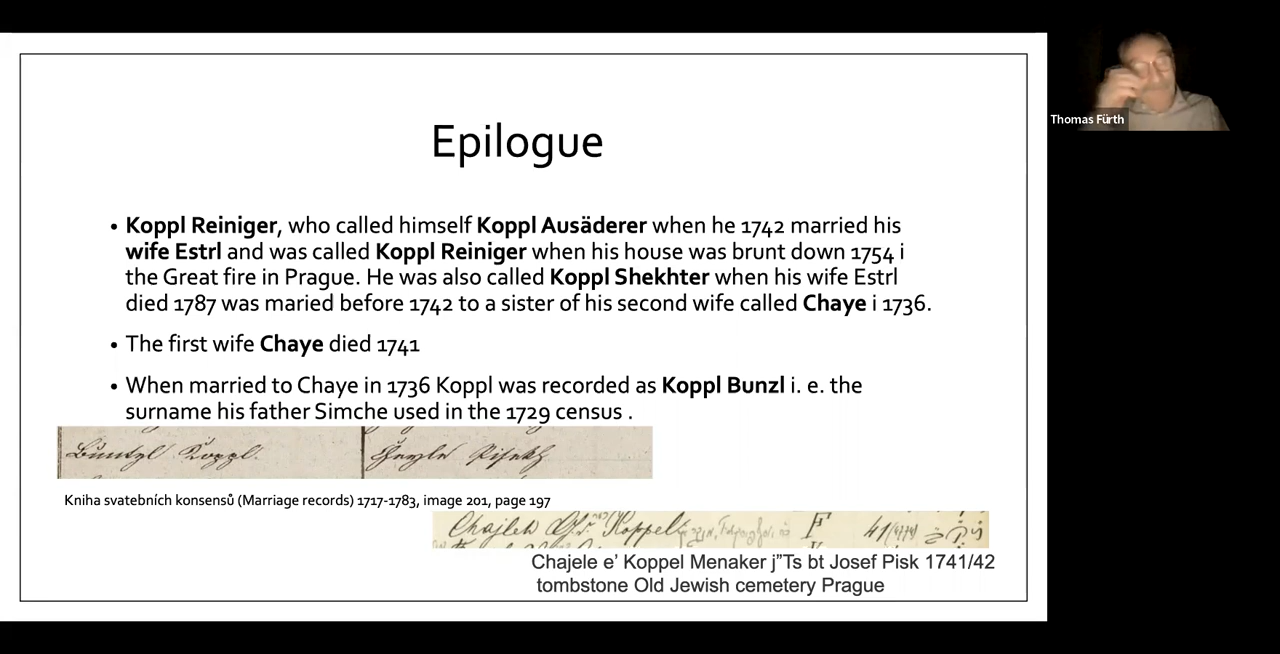 Epilogue
• Koppl Reiniger, who called himself Koppl Ausäderer when he 1742 married his
wife Estrl and was called Koppl Reiniger when his house was brunt down 1754 i
the Great fire in Prague. He was also called Koppl Shekhter when his wife Estrl
died 1787 was maried before 1742 to a sister of his second wife called Chaye i 1736.
• The first wife Chaye died 1741
• When married to Chaye in 1736 Koppl was recorded as Koppl Bunzl i. e. the
surname his father Simche used in the 1729 census .
Buntzl Koppl.
Kniha svatebních konsensů (Marriage records) 1717-1783, image 201, page 197
Chajleh Koppel F 41
Chajele e’ Koppel Menaker j”Ts bt Josef Pisk 1741/42
tombstone Old Jewish cemetery Prague
Thomas Fürth